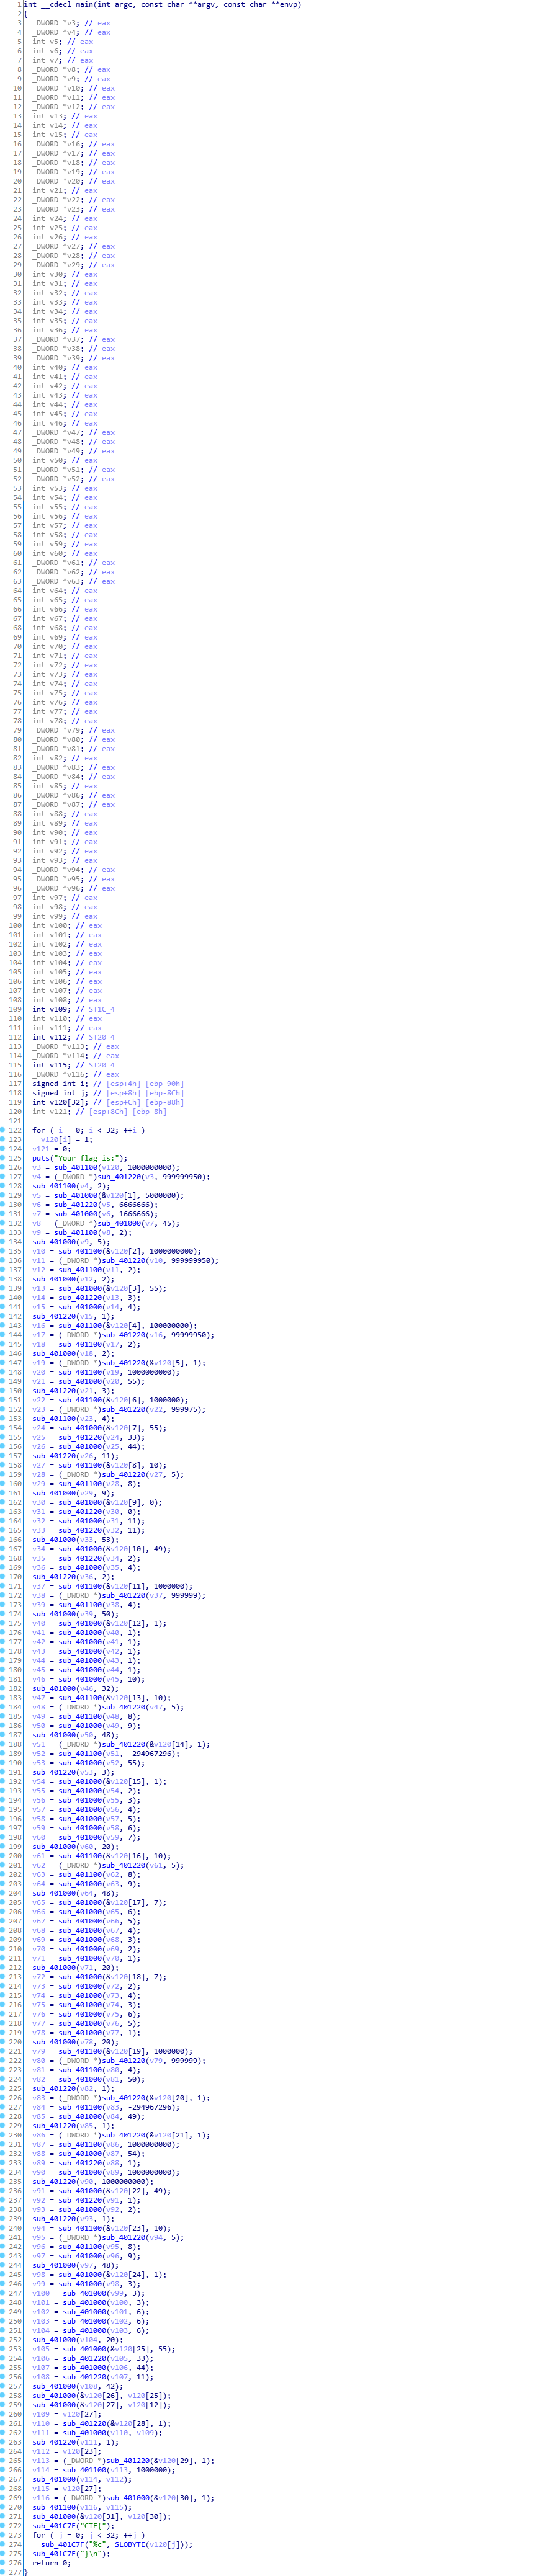 1 int __cdecl main(int argc, const char **argv, const char **envp)
2 {
3 _DWORD *v3; // eax
4 _DWORD *v4; // eax
5 int v5; // eax
6 int v6; // eax
7 int v7; // eax
8 _DWORD *v8; // eax
9 _DWORD *v9; // eax
10 _DWORD *v10; // eax
11 _DWORD *v11; // eax
12 _DWORD *v12; // eax
13 int v13; // eax
14 int v14; // eax
15 int v15; // eax
16 _DWORD *v16; // eax
17 _DWORD *v17; // eax
18 _DWORD *v18; // eax
19 _DWORD *v19; // eax
20 _DWORD *v20; // eax
21 int v21; // eax
22 _DWORD *v22; // eax
23 _DWORD *v23; // eax
24 int v24; // eax
25 int v25; // eax
26 int v26; // eax
27 _DWORD *v27; // eax
28 _DWORD *v28; // eax
29 _DWORD *v29; // eax
30 int v30; // eax
31 int v31; // eax
32 int v32; // eax
33 int v33; // eax
34 int v34; // eax
35 int v35; // eax
36 int v36; // eax
37 _DWORD *v37; // eax
38 _DWORD *v38; // eax
39 _DWORD *v39; // eax
40 int v40; // eax
41 int v41; // eax
42 int v42; // eax
43 int v43; // eax
44 int v44; // eax
45 int v45; // eax
46 int v46; // eax
47 _DWORD *v47; // eax
48 _DWORD *v48; // eax
49 _DWORD *v49; // eax
50 int v50; // eax
51 _DWORD *v51; // eax
52 _DWORD *v52; // eax
53 int v53; // eax
54 int v54; // eax
55 int v55; // eax
56 int v56; // eax
57 int v57; // eax
58 int v58; // eax
59 int v59; // eax
60 int v60; // eax
61 _DWORD *v61; // eax
62 _DWORD *v62; // eax
63 _DWORD *v63; // eax
64 int v64; // eax
65 int v65; // eax
66 int v66; // eax
67 int v67; // eax
68 int v68; // eax
69 int v69; // eax
70 int v70; // eax
71 int v71; // eax
72 int v72; // eax
73 int v73; // eax
74 int v74; // eax
75 int v75; // eax
76 int v76; // eax
77 int v77; // eax
78 int v78; // eax
79 _DWORD *v79; // eax
80 _DWORD *v80; // eax
81 _DWORD *v81; // eax
82 int v82; // eax
83 _DWORD *v83; // eax
84 _DWORD *v84; // eax
85 int v85; // eax
86 _DWORD *v86; // eax
87 _DWORD *v87; // eax
88 int v88; // eax
89 int v89; // eax
90 int v90; // eax
91 int v91; // eax
92 int v92; // eax
93 int v93; // eax
94 _DWORD *v94; // eax
95 _DWORD *v95; // eax
96 _DWORD *v96; // eax
97 int v97; // eax
98 int v98; // eax
99 int v99; // eax
100 int v100; // eax
101 int v101; // eax
102 int v102; // eax
103 int v103; // eax
104 int v104; // eax
105 int v105; // eax
106 int v106; // eax
107 int v107; // eax
108 int v108; // eax
109 int v109; // ST1C_4
110 int v110; // eax
111 int v111; // eax
112 int v112; // ST20_4
113 _DWORD *v113; // eax
114 _DWORD *v114; // eax
115 int v115; // ST20_4
116 _DWORD *v116; // eax
117 signed int i; // [esp+4h] [ebp-90h]
118 signed int j; // [esp+8h] [ebp-8Ch]
119 int v120[32]; // [esp+Ch] [ebp-88h]
120 int v121; // [esp+8Ch] [ebp-8h]
121
122 for ( i = 0; i < 32; ++i )
123 v120[i] = 1;
124 v121 = 0;
125 puts("Your flag is:");
126 v3 = sub_401100(v120, 1000000000);
127 v4 = (_DWORD *)sub_401220(v3, 999999950);
128 sub_401100(v4, 2);
129 v5 = sub_401000(&v120[1], 5000000);
130 v6 = sub_401220(v5, 6666666);
131 v7 = sub_401000(v6, 1666666);
132 v8 = (_DWORD *)sub_401000(v7, 45);
133 v9 = sub_401100(v8, 2);
134 sub_401000(v9, 5);
135 v10 = sub_401100(&v120[2], 1000000000);
136 v11 = (_DWORD *)sub_401220(v10, 999999950);
137 v12 = sub_401100(v11, 2);
138 sub_401000(v12, 2);
139 v13 = sub_401000(&v120[3], 55);
140 v14 = sub_401220(v13, 3);
141 v15 = sub_401000(v14, 4);
142 sub_401220(v15, 1);
143 v16 = sub_401100(&v120[4], 100000000);
144 v17 = (_DWORD *)sub_401220(v16, 99999950);
145 v18 = sub_401100(v17, 2);
146 sub_401000(v18, 2);
147 v19 = (_DWORD *)sub_401220(&v120[5], 1);
148 v20 = sub_401100(v19, 1000000000);
149 v21 = sub_401000(v20, 55);
150 sub_401220(v21, 3);
151 v22 = sub_401100(&v120[6], 1000000);
152 v23 = (_DWORD *)sub_401220(v22, 999975);
153 sub_401100(v23, 4);
154 v24 = sub_401000(&v120[7], 55);
155 v25 = sub_401220(v24, 33);
156 v26 = sub_401000(v25, 44);
157 sub_401220(v26, 11);
158 v27 = sub_401100(&v120[8], 10);
159 v28 = (_DWORD *)sub_401220(v27, 5);
160 v29 = sub_401100(v28, 8);
161 sub_401000(v29, 9);
162 v30 = sub_401000(&v120[9], 0);
163 v31 = sub_401220(v30, 0);
164 v32 = sub_401000(v31, 11);
165 v33 = sub_401220(v32, 11);
166 sub_401000(v33, 53);
167 v34 = sub_401000(&v120[10], 49);
168 v35 = sub_401220(v34, 2);
169 v36 = sub_401000(v35, 4);
170 sub_401220(v36, 2);
171 v37 = sub_401100(&v120[11], 1000000);
172 v38 = (_DWORD *)sub_401220(v37, 999999);
173 v39 = sub_401100(v38, 4);
174 sub_401000(v39, 50);
175 v40 = sub_401000(&v120[12], 1);
176 v41 = sub_401000(v40, 1);
177 v42 = sub_401000(v41, 1);
178 v43 = sub_401000(v42, 1);
179 v44 = sub_401000(v43, 1);
180 v45 = sub_401000(v44, 1);
181 v46 = sub_401000(v45, 10);
182 sub_401000(v46, 32);
183 v47 = sub_401100(&v120[13], 10);
184 v48 = (_DWORD *)sub_401220(v47, 5);
185 v49 = sub_401100(v48, 8);
186 v50 = sub_401000(v49, 9);
187 sub_401000(v50, 48);
188 v51 = (_DWORD *)sub_401220(&v120[14], 1);
189 v52 = sub_401100(v51, -294967296);
190 v53 = sub_401000(v52, 55);
191 sub_401220(v53, 3);
192 v54 = sub_401000(&v120[15], 1);
193 v55 = sub_401000(v54, 2);
194 v56 = sub_401000(v55, 3);
195 v57 = sub_401000(v56, 4);
196 v58 = sub_401000(v57, 5);
197 v59 = sub_401000(v58, 6);
198 v60 = sub_401000(v59, 7);
199 sub_401000(v60, 20);
200 v61 = sub_401100(&v120[16], 10);
201 v62 = (_DWORD *)sub_401220(v61, 5);
202 v63 = sub_401100(v62, 8);
203 v64 = sub_401000(v63, 9);
204 sub_401000(v64, 48);
205 v65 = sub_401000(&v120[17], 7);
206 v66 = sub_401000(v65, 6);
207 v67 = sub_401000(v66, 5);
208 v68 = sub_401000(v67, 4);
209 v69 = sub_401000(v68, 3);
210 v70 = sub_401000(v69, 2);
211 v71 = sub_401000(v70, 1);
212 sub_401000(v71, 20);
213 v72 = sub_401000(&v120[18], 7);
214 v73 = sub_401000(v72, 2);
215 v74 = sub_401000(v73, 4);
216 v75 = sub_401000(v74, 3);
217 v76 = sub_401000(v75, 6);
218 v77 = sub_401000(v76, 5);
219 v78 = sub_401000(v77, 1);
220 sub_401000(v78, 20);
221 v79 = sub_401100(&v120[19], 1000000);
222 v80 = (_DWORD *)sub_401220(v79, 999999);
223 v81 = sub_401100(v80, 4);
224 v82 = sub_401000(v81, 50);
225 sub_401220(v82, 1);
226 v83 = (_DWORD *)sub_401220(&v120[20], 1);
227 v84 = sub_401100(v83, -294967296);
228 v85 = sub_401000(v84, 49);
229 sub_401220(v85, 1);
230 v86 = (_DWORD *)sub_401220(&v120[21], 1);
231 v87 = sub_401100(v86, 1000000000);
232 v88 = sub_401000(v87, 54);
233 v89 = sub_401220(v88, 1);
234 v90 = sub_401000(v89, 1000000000);
235 sub_401220(v90, 1000000000);
236 v91 = sub_401000(&v120[22], 49);
237 v92 = sub_401220(v91, 1);
238 v93 = sub_401000(v92, 2);
239 sub_401220(v93, 1);
240 v94 = sub_401100(&v120[23], 10);
241 v95 = (_DWORD *)sub_401220(v94, 5);
242 v96 = sub_401100(v95, 8);
243 v97 = sub_401000(v96, 9);
244 sub_401000(v97, 48);
245 v98 = sub_401000(&v120[24], 1);
246 v99 = sub_401000(v98, 3);
247 v100 = sub_401000(v99, 3);
248 v101 = sub_401000(v100, 3);
249 v102 = sub_401000(v101, 6);
250 v103 = sub_401000(v102, 6);
251 v104 = sub_401000(v103, 6);
252 sub_401000(v104, 20);
253 v105 = sub_401000(&v120[25], 55);
254 v106 = sub_401220(v105, 33);
255 v107 = sub_401000(v106, 44);
256 v108 = sub_401220(v107, 11);
257 sub_401000(v108, 42);
258 sub_401000(&v120[26], v120[25]);
259 sub_401000(&v120[27], v120[12]);
260 v109 = v120[27];
261 v110 = sub_401220(&v120[28], 1);
262 v111 = sub_401000(v110, v109);
263 sub_401220(v111, 1);
264 v112 = v120[23];
265 v113 = (_DWORD *)sub_401220(&v120[29], 1);
266 v114 = sub_401100(v113, 1000000);
267 sub_401000(v114, v112);
268 v115 = v120[27];
269 v116 = (_DWORD *)sub_401000(&v120[30], 1);
270 sub_401100(v116, v115);
271 sub_401000(&v120[31], v120[30]);
272 sub_401C7F("CTF{");
273 for ( j = 0; j < 32; ++j )
274 sub_401C7F("%c", SLOBYTE(v120[j]));
275 sub_401C7F("}\n");
276 return 0;
277 }